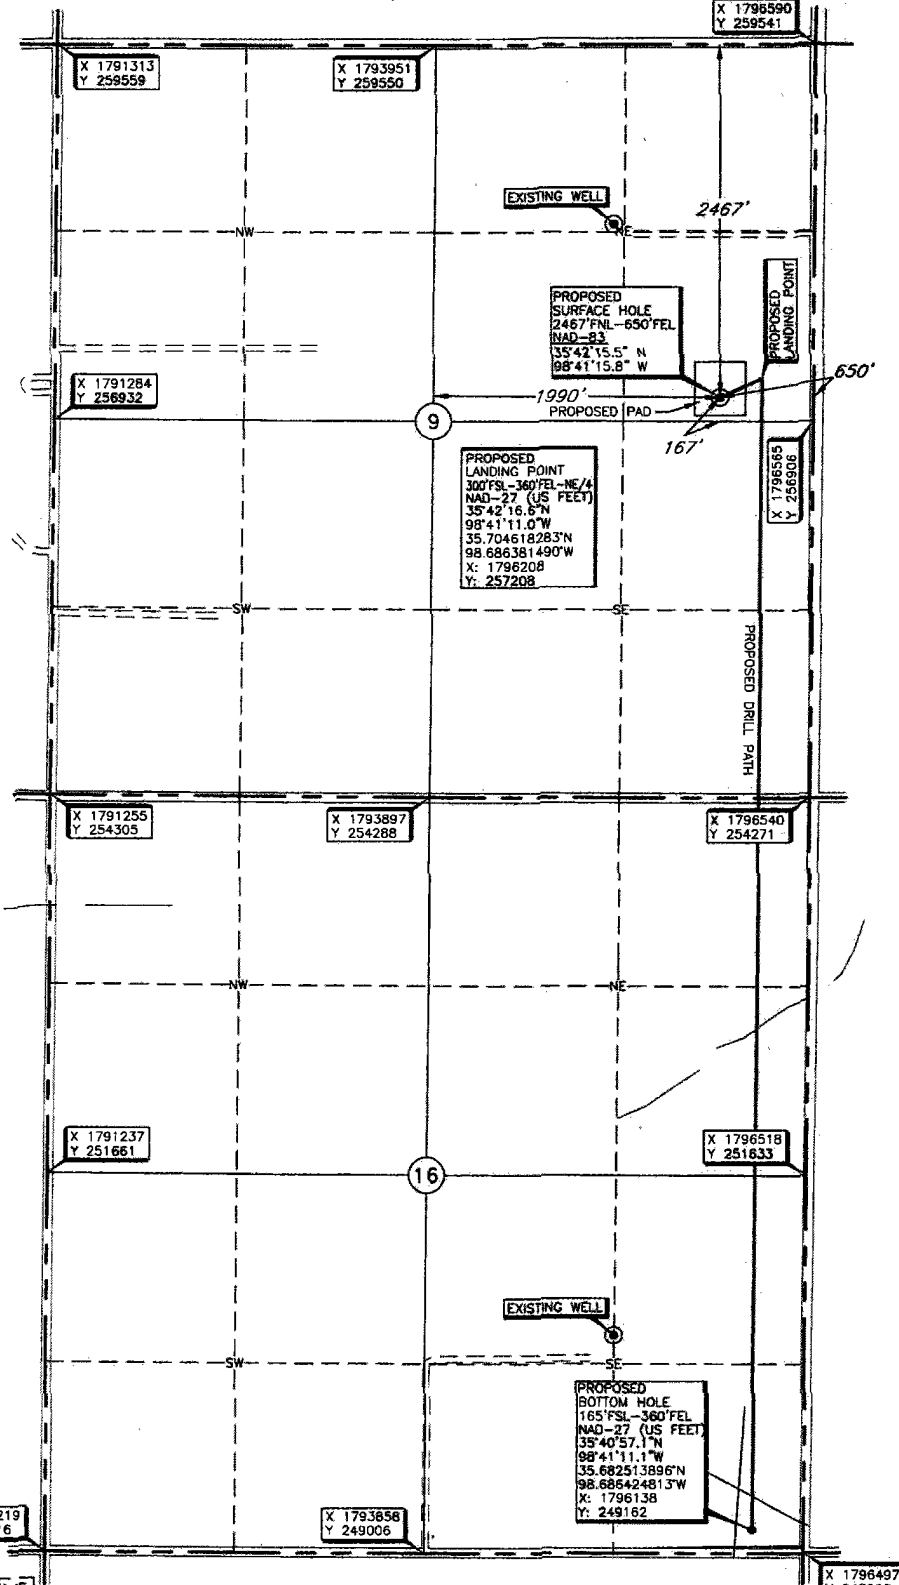 X 1796590
Y 259541
X 1791313
Y 259559
X 1793951
Y 259550
EXISTING WELL
2467'
NW
NE
PROPOSED
LANDING POINT
PROPOSED
SURFACE HOLE
2467'FNL-650'FEL
NAD-83
35°42'15.5" N
98°41'15.8" W
X 1791284
Y 256932
1990'
650'
PROPOSED PAD
9
167'
PROPOSED
LANDING POINT
300'FSL-360'FEL-NE/4
NAD-27 (US FEET)
35°42'16.6"N
98°41'11.0"W
35.704618283°N
98.686381490°W
X: 1796208
Y: 257208
X 1796565
Y 256906
SW
SE
PROPOSED DRILL PATH
X 1791255
Y 254305
X 1793897
Y 254288
X 1796540
Y 254271
NW
NE
X 1791237
Y 251661
X 1796518
Y 251633
16
EXISTING WELL
SW
SE
PROPOSED
BOTTOM HOLE
165'FSL-360'FEL
NAD-27 (US FEET)
35°40'57.1"N
98°41'11.1"W
35.682513896°N
98.686424813°W
X: 1796138
Y: 249162
219
6
X 1793858
Y 249006
X 1796497